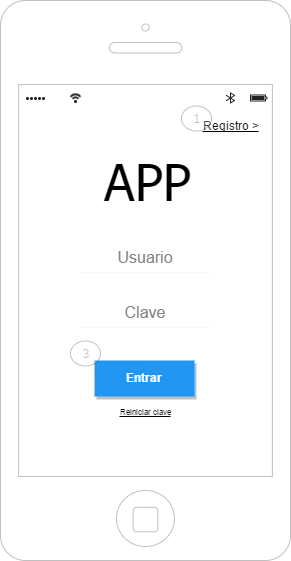 1
Registro >
APP
Usuario
Clave
3
Entrar
Reiniciar clave